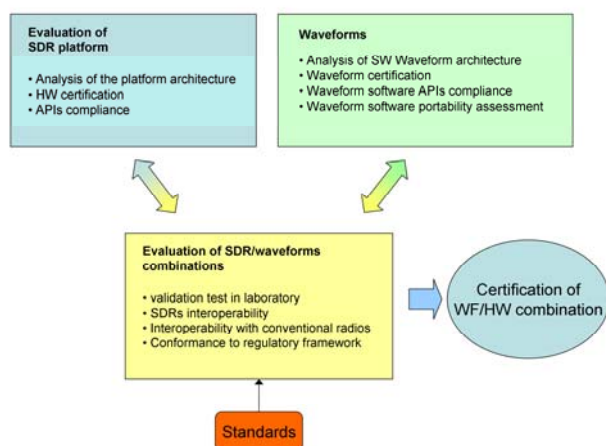 Evaluation of
SDR platform
• Analysis of the platform architecture
• HW certification
• APIs compliance
Waveforms
• Analysis of SW Waveform architecture
• Waveform certification
• Waveform software APIs compliance
• Waveform software portability assessment
Evaluation of SDR/waveforms
combinations
• validation test in laboratory
• SDRs interoperability
• Interoperability with conventional radios
• Conformance to regulatory framework
Certification of
WF/HW combination
Standards